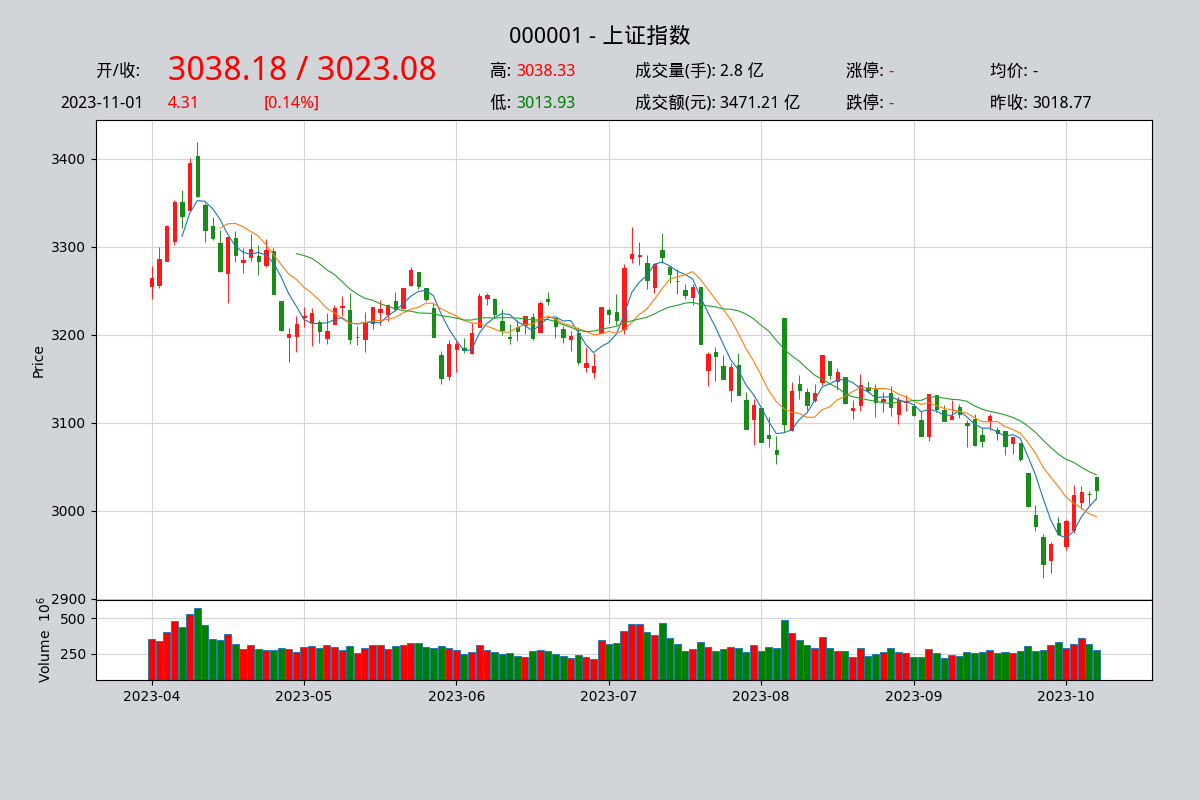 000001 - 上证指数
开/收: 3038.18 / 3023.08 高: 3038.33 成交量(手): 2.8 亿 涨停: - 均价: -
2023-11-01 4.31 [0.14%] 低: 3013.93 成交额(元): 3471.21 亿 跌停: - 昨收: 3018.77
3400
3300
3200
Price
3100
3000
2900
Volume 10^6
500
250
2023-04 2023-05 2023-06 2023-07 2023-08 2023-09 2023-10